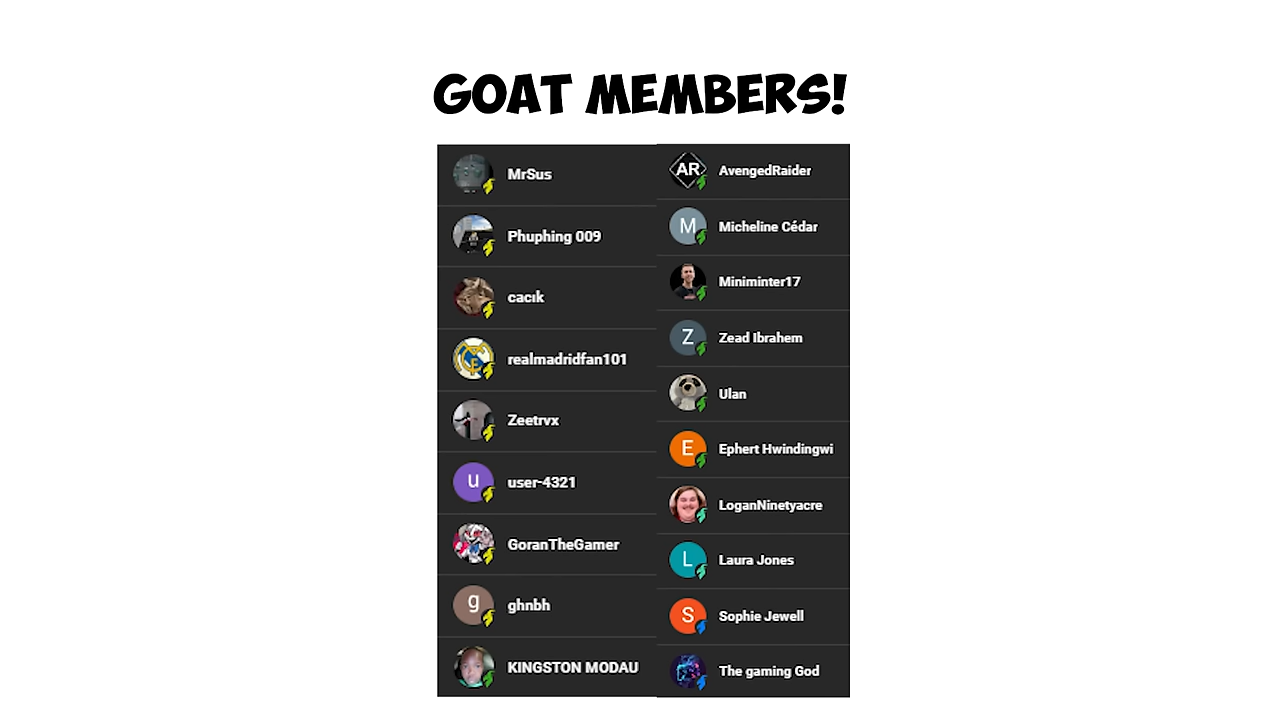 GOAT MEMBERS!
MrSus
Phuphing 009
cacık
realmadridfan101
Zeetrvx
u
user-4321
GoranTheGamer
g
ghnbh
KINGSTON MODAU
AR
AvengedRaider
M
Micheline Cédar
Miniminter17
Z
Zead Ibrahem
Ulan
E
Ephert Hwindingwi
LoganNinetyacre
L
Laura Jones
S
Sophie Jewell
The gaming God